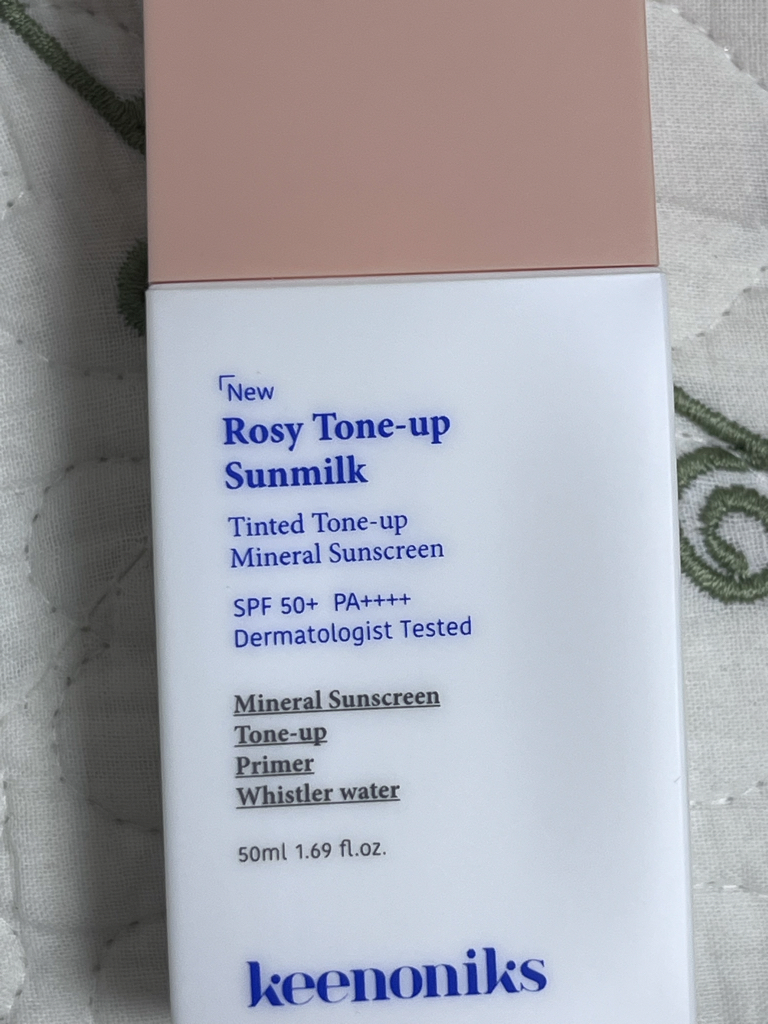 「New
Rosy Tone-up
Sunmilk
Tinted Tone-up
Mineral Sunscreen
SPF 50+ PA++++
Dermatologist Tested
Mineral Sunscreen
Tone-up
Primer
Whistler water
50ml 1.69 fl.oz.
keenoniks